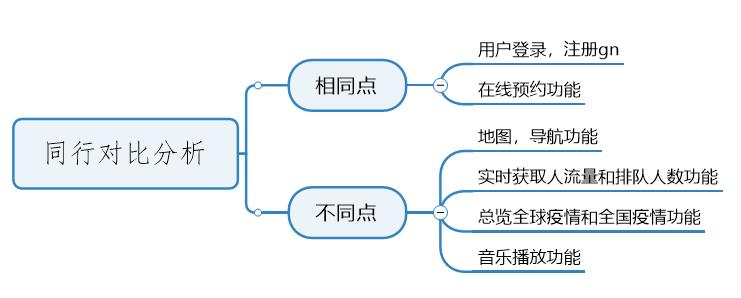 同行对比分析
相同点
用户登录，注册gn
在线预约功能
不同点
地图，导航功能
实时获取人流量和排队人数功能
总览全球疫情和全国疫情功能
音乐播放功能